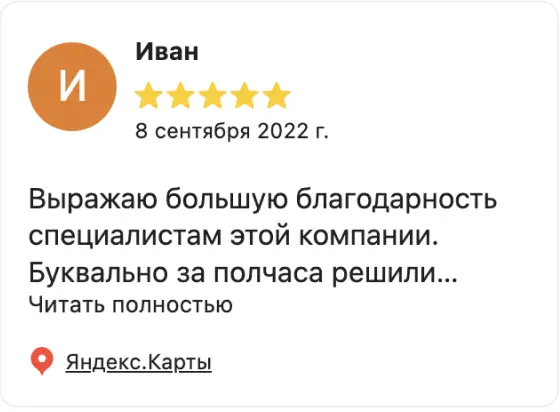 И
Иван
8 сентября 2022 г.
Выражаю большую благодарность
специалистам этой компании.
Буквально за полчаса решили...
Читать полностью
Яндекс.Карты